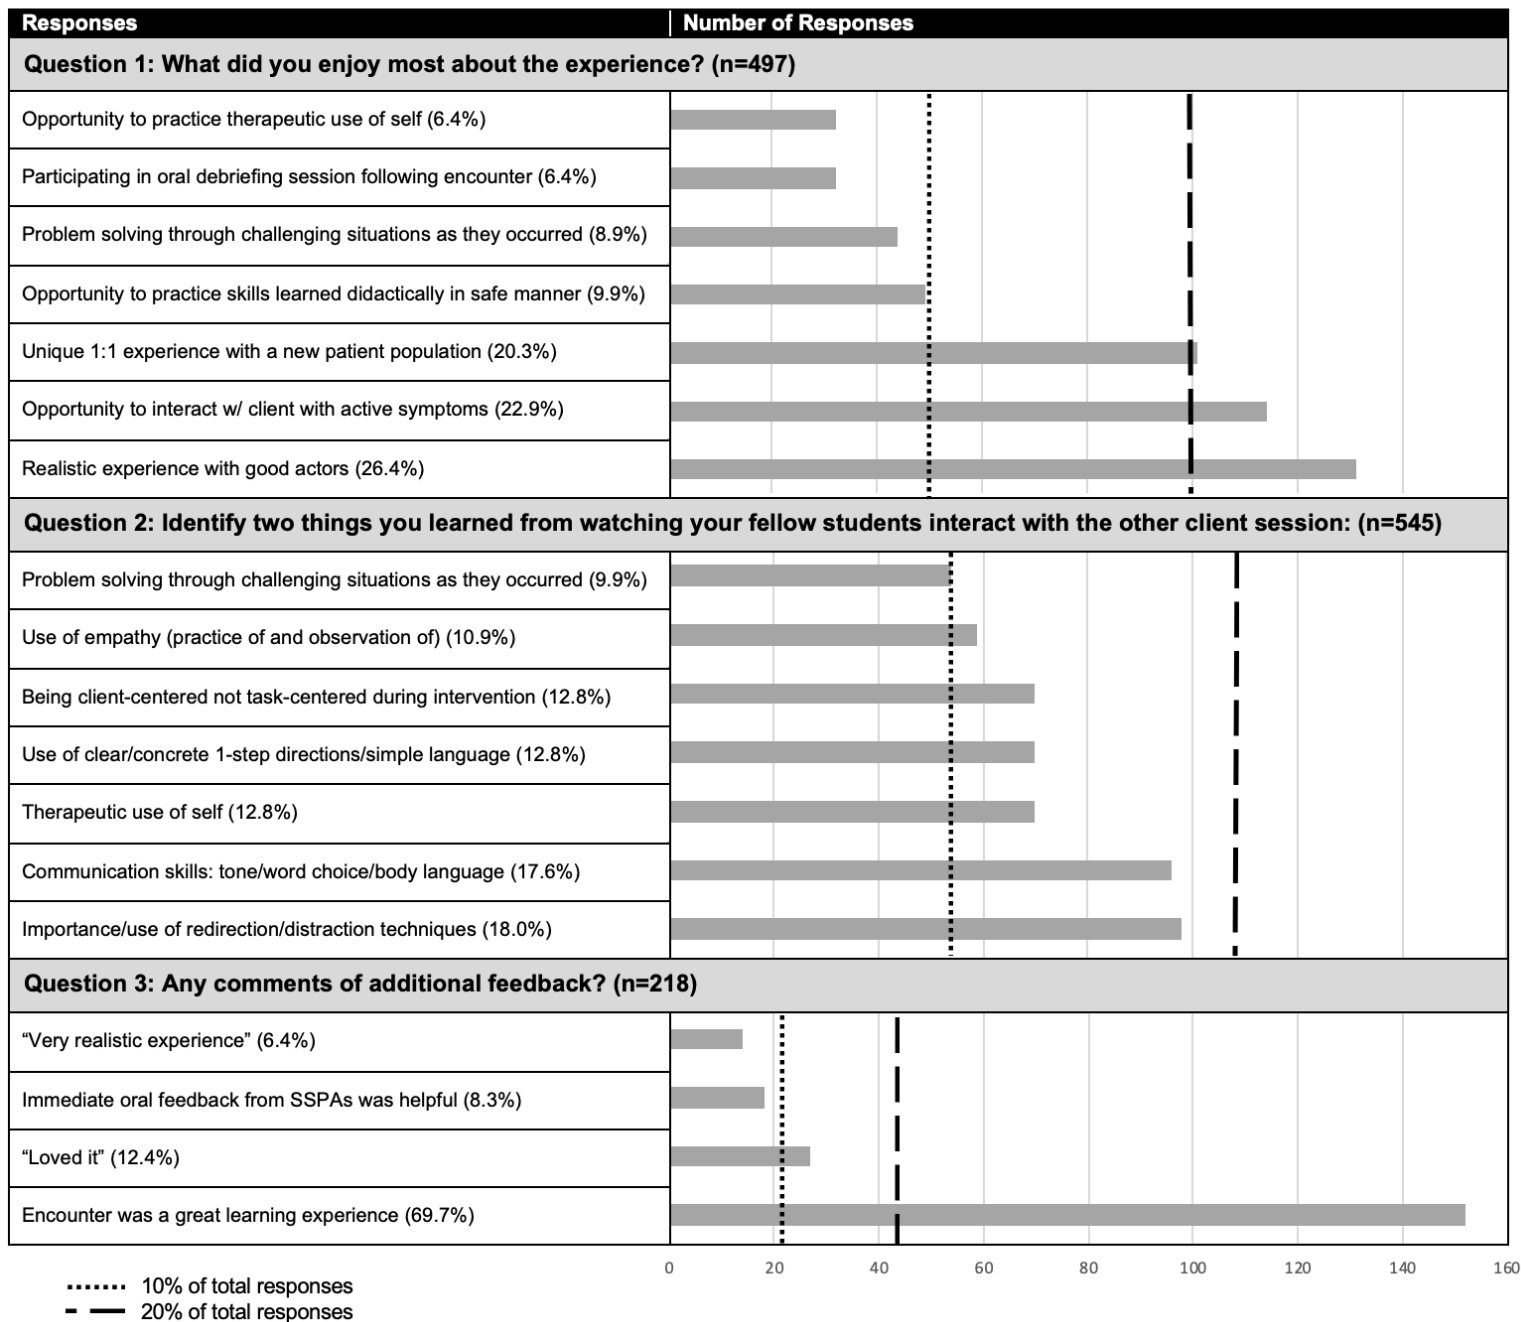 Responses Number of Responses
Question 1: What did you enjoy most about the experience? (n=497)
Opportunity to practice therapeutic use of self (6.4%)
Participating in oral debriefing session following encounter (6.4%)
Problem solving through challenging situations as they occurred (8.9%)
Opportunity to practice skills learned didactically in safe manner (9.9%)
Unique 1:1 experience with a new patient population (20.3%)
Opportunity to interact w/ client with active symptoms (22.9%)
Realistic experience with good actors (26.4%)
Question 2: Identify two things you learned from watching your fellow students interact with the other client session: (n=545)
Problem solving through challenging situations as they occurred (9.9%)
Use of empathy (practice of and observation of) (10.9%)
Being client-centered not task-centered during intervention (12.8%)
Use of clear/concrete 1-step directions/simple language (12.8%)
Therapeutic use of self (12.8%)
Communication skills: tone/word choice/body language (17.6%)
Importance/use of redirection/distraction techniques (18.0%)
Question 3: Any comments of additional feedback? (n=218)
“Very realistic experience” (6.4%)
Immediate oral feedback from SSPAs was helpful (8.3%)
“Loved it” (12.4%)
Encounter was a great learning experience (69.7%)
0 20 40 60 80 100 120 140 160
10% of total responses
20% of total responses